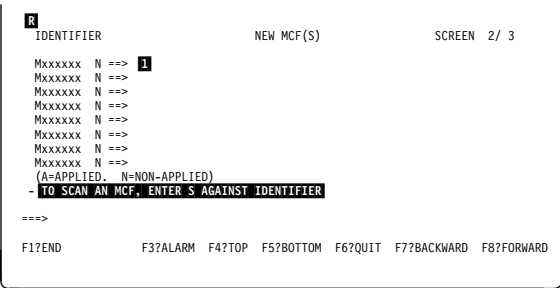 R
IDENTIFIER NEW MCF(S) SCREEN 2/ 3
Mxxxxxx N ==> 1
Mxxxxxx N ==>
Mxxxxxx N ==>
Mxxxxxx N ==>
Mxxxxxx N ==>
Mxxxxxx N ==>
Mxxxxxx N ==>
Mxxxxxx N ==>
(A=APPLIED. N=NON-APPLIED)
- TO SCAN AN MCF, ENTER S AGAINST IDENTIFIER
===>
F1?END F3?ALARM F4?TOP F5?BOTTOM F6?QUIT F7?BACKWARD F8?FORWARD